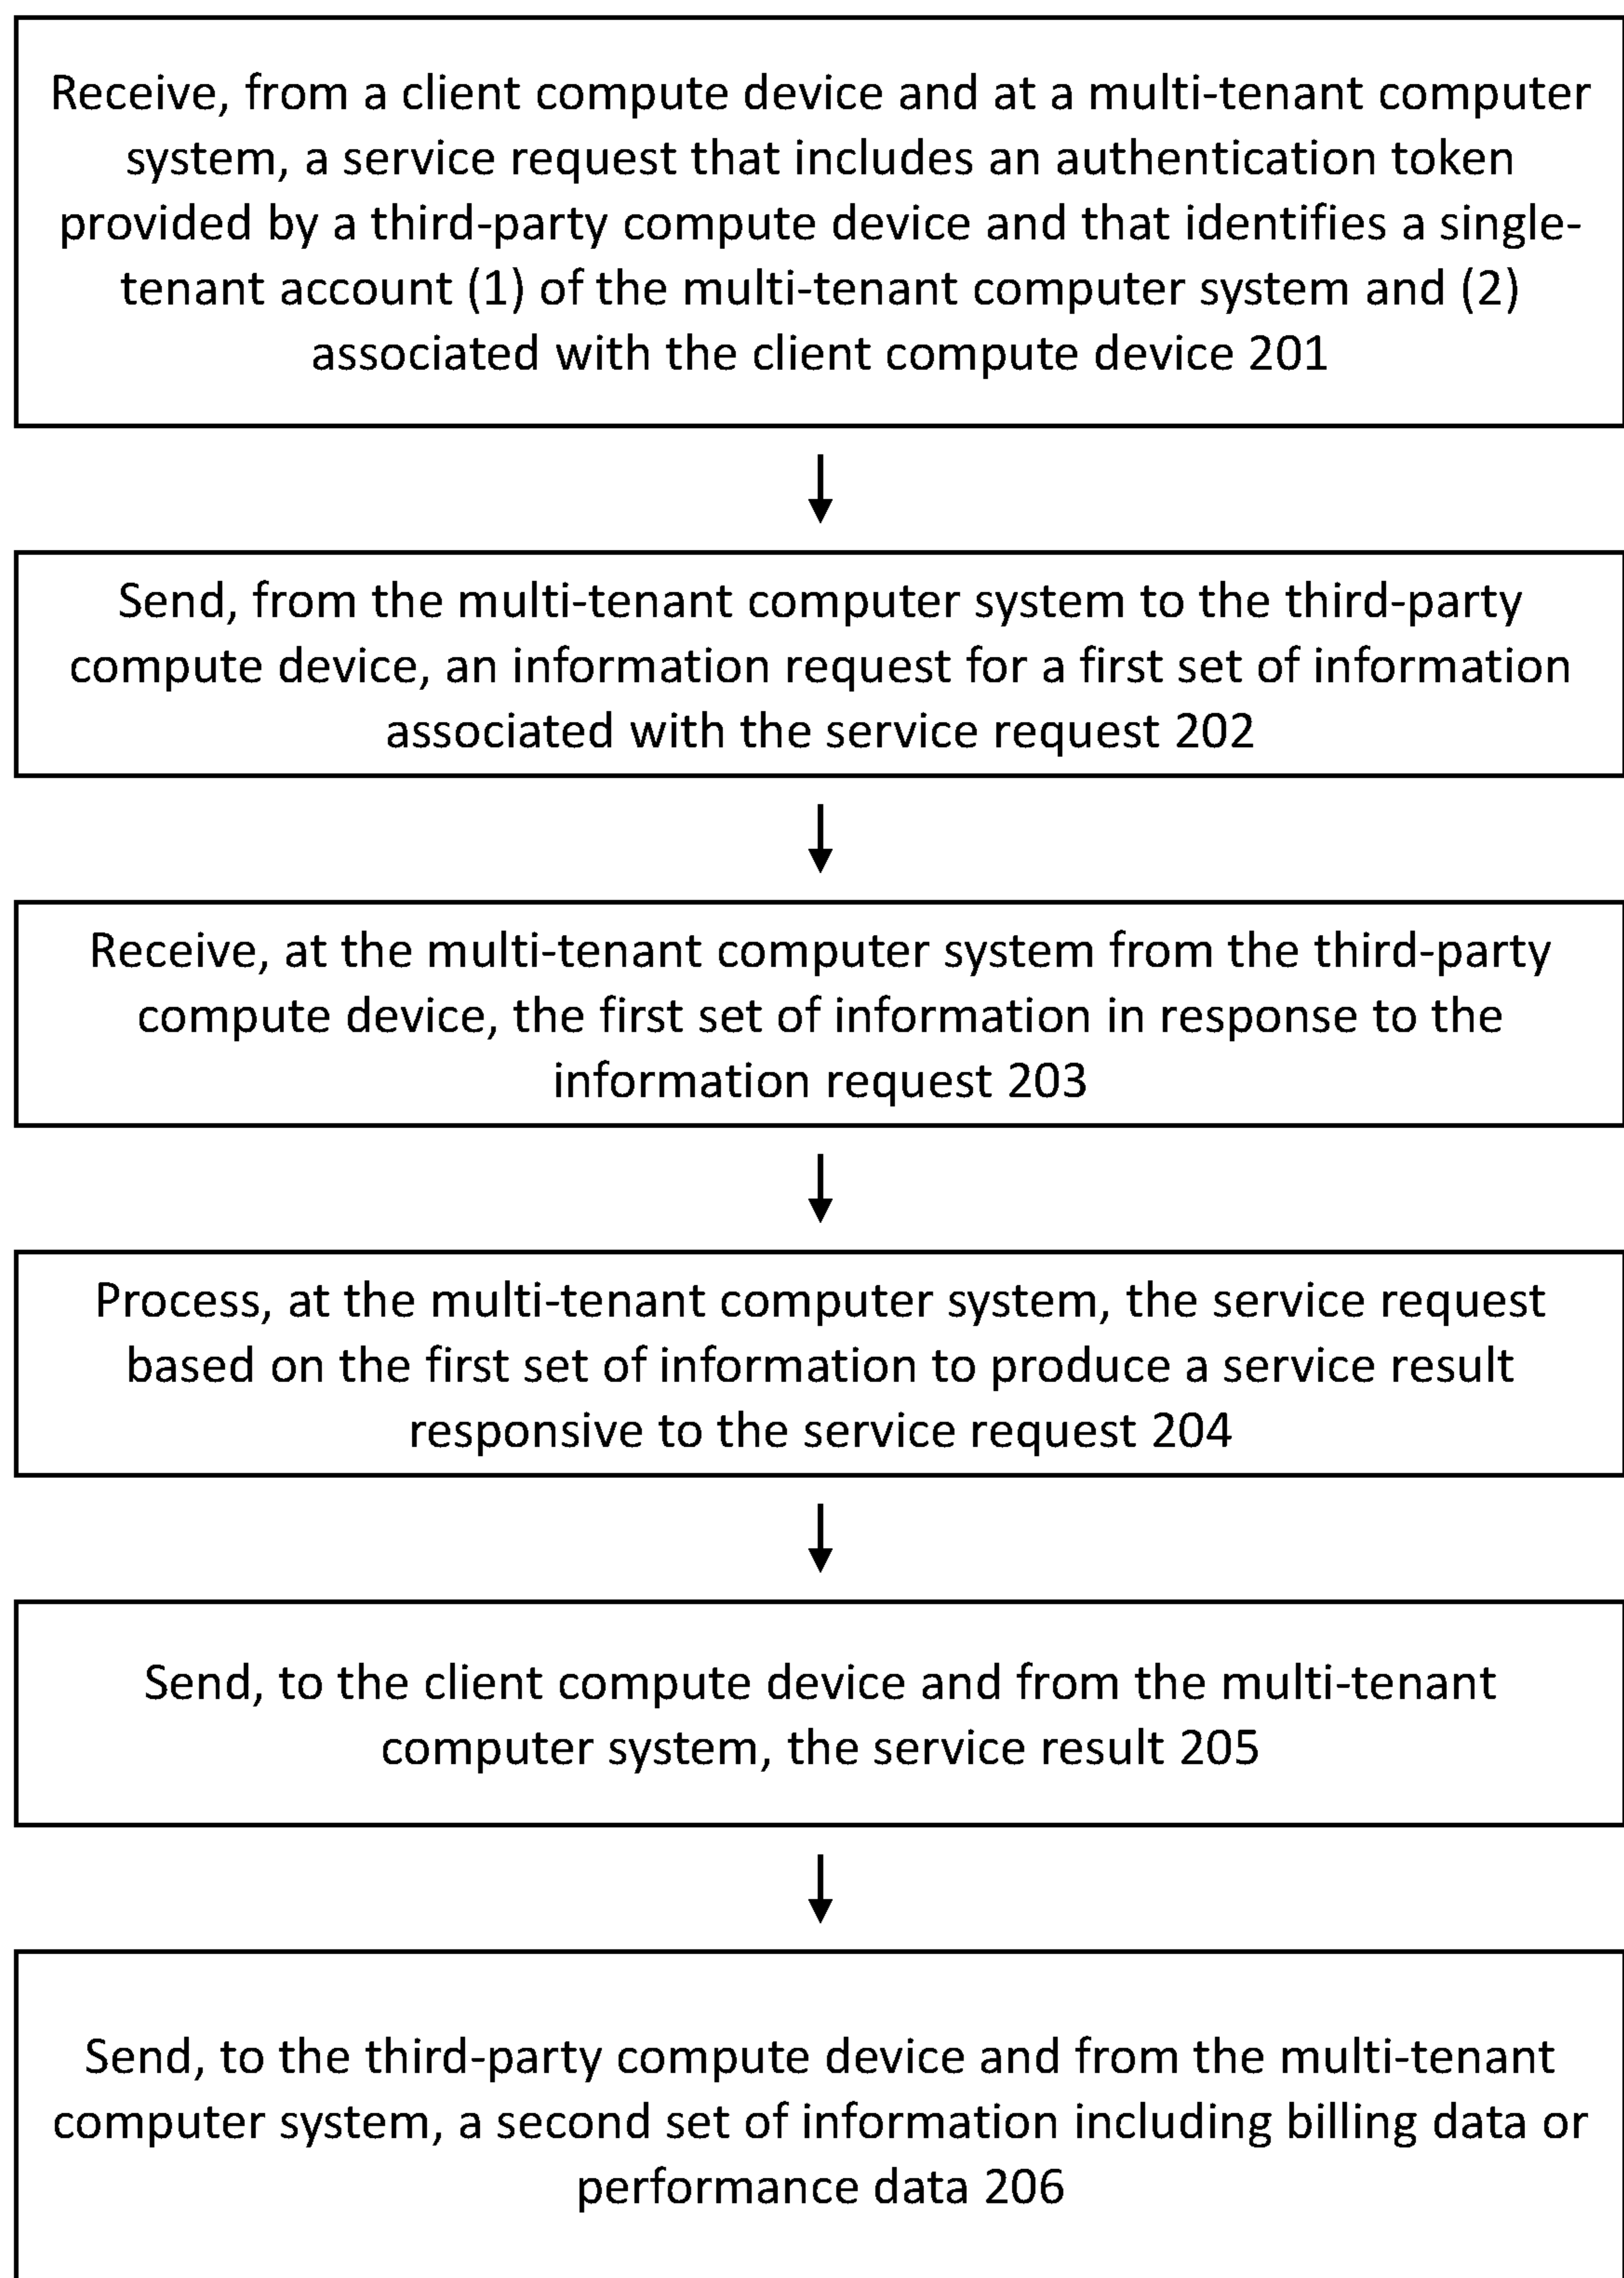 Receive, from a client compute device and at a multi-tenant computer
system, a service request that includes an authentication token
provided by a third-party compute device and that identifies a single-
tenant account (1) of the multi-tenant computer system and (2)
associated with the client compute device 201
Send, from the multi-tenant computer system to the third-party
compute device, an information request for a first set of information
associated with the service request 202
Receive, at the multi-tenant computer system from the third-party
compute device, the first set of information in response to the
information request 203
Process, at the multi-tenant computer system, the service request
based on the first set of information to produce a service result
responsive to the service request 204
Send, to the client compute device and from the multi-tenant
computer system, the service result 205
Send, to the third-party compute device and from the multi-tenant
computer system, a second set of information including billing data or
performance data 206